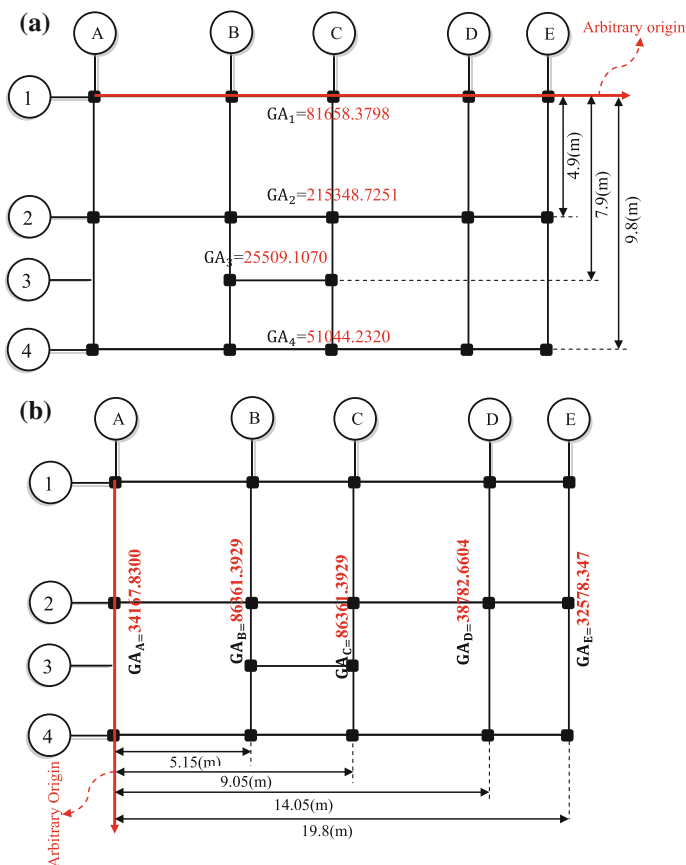 (a)
A B C D E
Arbitrary origin
1
GA1=81658.3798
4.9(m)
7.9(m)
9.8(m)
2
GA2=215348.7251
3
GA3=25509.1070
4
GA4=51044.2320
(b)
A B C D E
1
2
3
4
GAA=34167.8300
GAB=86361.3929
GAC=86361.3929
GAD=38782.6604
GAE=32578.347
5.15(m)
9.05(m)
14.05(m)
19.8(m)
Arbitrary Origin